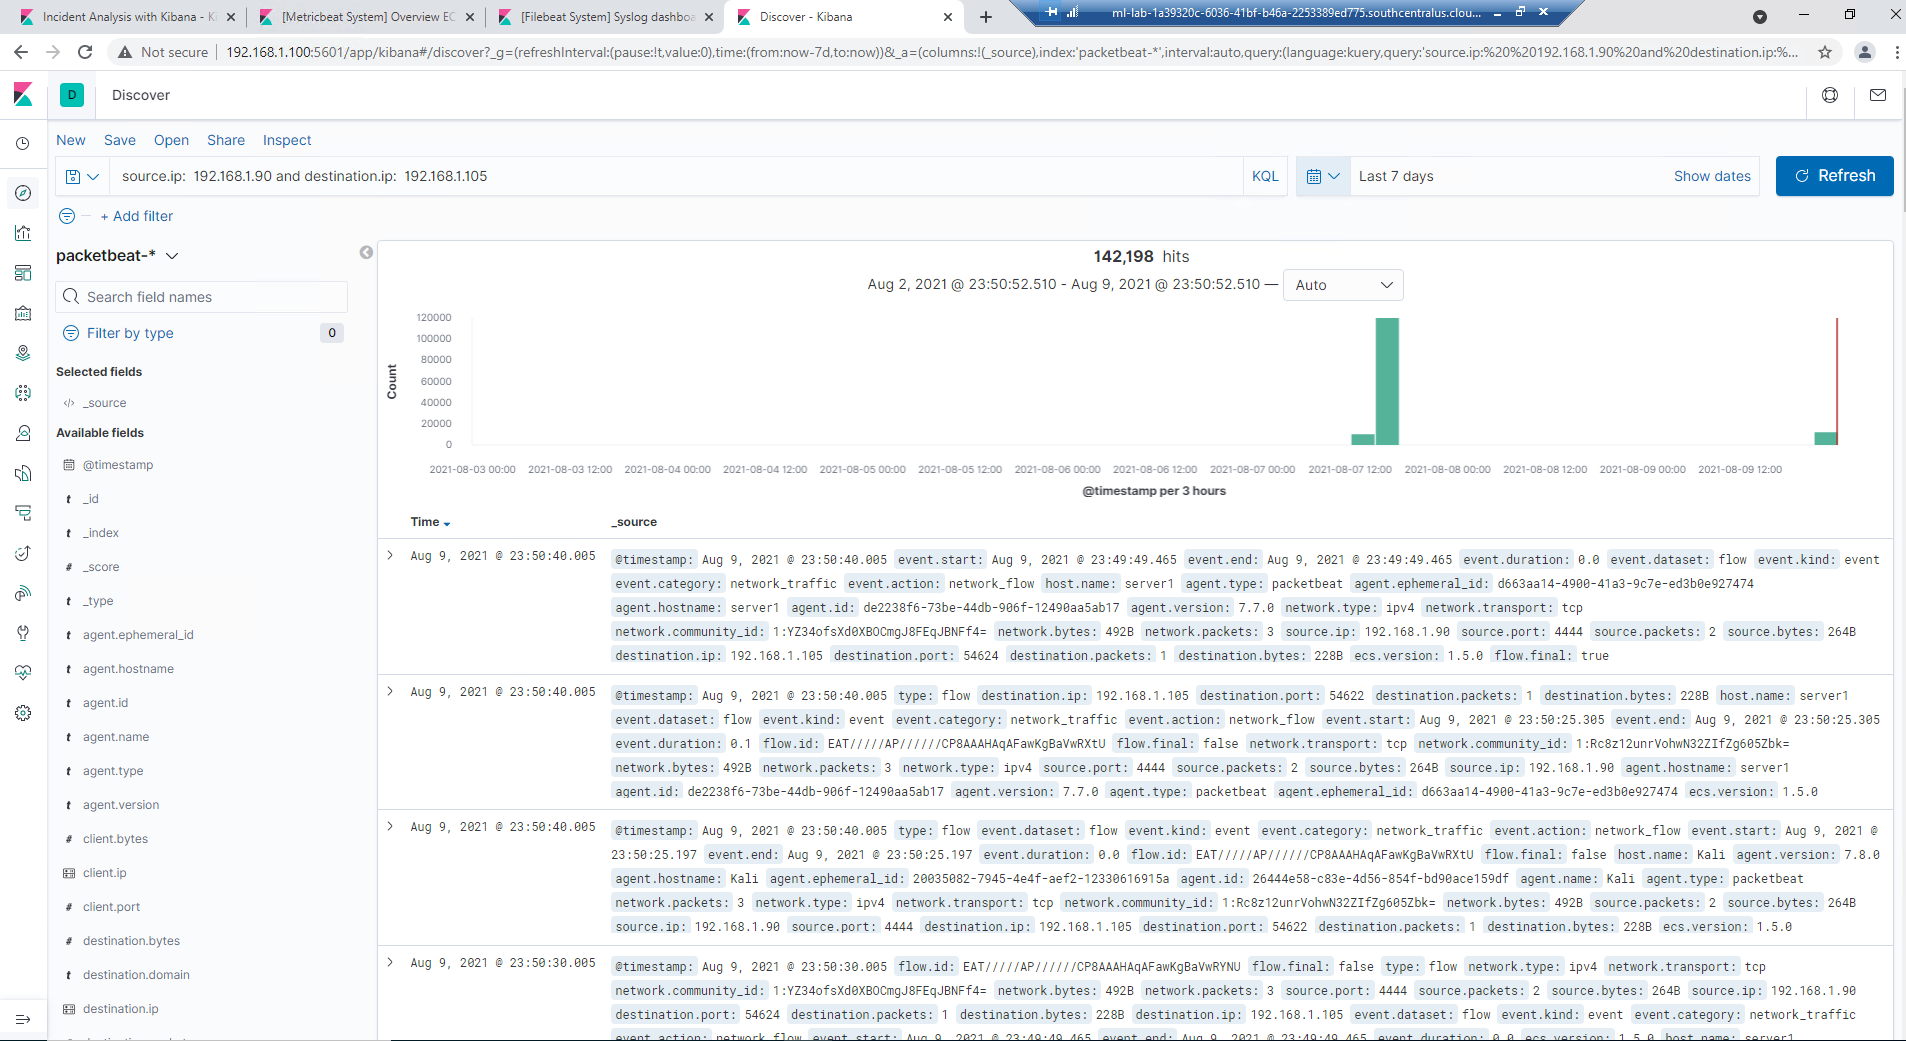 Incident Analysis with Kibana - Ki
[Metricbeat System] Overview EC
[Filebeat System] Syslog dashboa
Discover - Kibana
ml-lab-1a39320c-6036-41bf-b46a-2253389ed775.southcentralus.clou...
Not secure
192.168.1.100:5601/app/kibana#/discover?_g=(refreshInterval:(pause:!t,value:0),time:(from:now-7d,to:now))&_a=(columns:!(_source),index:'packetbeat-*',interval:auto,query:(language:kuery,query:'source.ip:%20%20192.168.1.90%20and%20destination.ip:%...
D
Discover
New
Save
Open
Share
Inspect
source.ip:  192.168.1.90 and destination.ip:  192.168.1.105
KQL
Last 7 days
Show dates
Refresh
+ Add filter
packetbeat-*
Search field names
Filter by type
0
Selected fields
_source
Available fields
@timestamp
t _id
t _index
# _score
t _type
t agent.ephemeral_id
t agent.hostname
t agent.id
t agent.name
t agent.type
t agent.version
# client.bytes
client.ip
# client.port
# destination.bytes
t destination.domain
destination.ip
142,198 hits
Aug 2, 2021 @ 23:50:52.510 - Aug 9, 2021 @ 23:50:52.510 —
Auto
Count
120000
100000
80000
60000
40000
20000
0
2021-08-03 00:00 2021-08-03 12:00 2021-08-04 00:00 2021-08-04 12:00 2021-08-05 00:00 2021-08-05 12:00 2021-08-06 00:00 2021-08-06 12:00 2021-08-07 00:00 2021-08-07 12:00 2021-08-08 00:00 2021-08-08 12:00 2021-08-09 00:00 2021-08-09 12:00
@timestamp per 3 hours
Time
_source
Aug 9, 2021 @ 23:50:40.005
@timestamp: Aug 9, 2021 @ 23:50:40.005 event.start: Aug 9, 2021 @ 23:49:49.465 event.end: Aug 9, 2021 @ 23:49:49.465 event.duration: 0.0 event.dataset: flow event.kind: event
event.category: network_traffic event.action: network_flow host.name: server1 agent.type: packetbeat agent.ephemeral_id: d663aa14-4900-41a3-9c7e-ed3b0e927474
agent.hostname: server1 agent.id: de2238f6-73be-44db-906f-12490aa5ab17 agent.version: 7.7.0 network.type: ipv4 network.transport: tcp
network.community_id: 1:YZ34ofsXd0XBOCmgJ8FEqJBNFf4= network.bytes: 492B network.packets: 3 source.ip: 192.168.1.90 source.port: 4444 source.packets: 2 source.bytes: 264B
destination.ip: 192.168.1.105 destination.port: 54624 destination.packets: 1 destination.bytes: 228B ecs.version: 1.5.0 flow.final: true
Aug 9, 2021 @ 23:50:40.005
@timestamp: Aug 9, 2021 @ 23:50:40.005 type: flow destination.ip: 192.168.1.105 destination.port: 54622 destination.packets: 1 destination.bytes: 228B host.name: server1
event.dataset: flow event.kind: event event.category: network_traffic event.action: network_flow event.start: Aug 9, 2021 @ 23:50:25.305 event.end: Aug 9, 2021 @ 23:50:25.305
event.duration: 0.1 flow.id: EAT/////AP//////CP8AAAHAqAFawKgBaVwRXtU flow.final: false network.transport: tcp network.community_id: 1:Rc8z12unrVohwN32ZIfZg605Zbk=
network.bytes: 492B network.packets: 3 network.type: ipv4 source.port: 4444 source.packets: 2 source.bytes: 264B source.ip: 192.168.1.90 agent.hostname: server1
agent.id: de2238f6-73be-44db-906f-12490aa5ab17 agent.version: 7.7.0 agent.type: packetbeat agent.ephemeral_id: d663aa14-4900-41a3-9c7e-ed3b0e927474 ecs.version: 1.5.0
Aug 9, 2021 @ 23:50:40.005
@timestamp: Aug 9, 2021 @ 23:50:40.005 type: flow event.dataset: flow event.kind: event event.category: network_traffic event.action: network_flow event.start: Aug 9, 2021 @
23:50:25.197 event.end: Aug 9, 2021 @ 23:50:25.197 event.duration: 0.0 flow.id: EAT/////AP//////CP8AAAHAqAFawKgBaVwRXtU flow.final: false host.name: Kali agent.version: 7.8.0
agent.hostname: Kali agent.ephemeral_id: 20035082-7945-4e4f-aef2-12330616915a agent.id: 26444e58-c83e-4d56-854f-bd90ace159df agent.name: Kali agent.type: packetbeat
network.packets: 3 network.type: ipv4 network.transport: tcp network.community_id: 1:Rc8z12unrVohwN32ZIfZg605Zbk= network.bytes: 492B source.packets: 2 source.bytes: 264B
source.ip: 192.168.1.90 source.port: 4444 destination.ip: 192.168.1.105 destination.port: 54622 destination.packets: 1 destination.bytes: 228B ecs.version: 1.5.0
Aug 9, 2021 @ 23:50:30.005
@timestamp: Aug 9, 2021 @ 23:50:30.005 flow.id: EAT/////AP//////CP8AAAHAqAFawKgBaVwRYNU flow.final: false type: flow network.type: ipv4 network.transport: tcp
network.community_id: 1:YZ34ofsXd0XBOCmgJ8FEqJBNFf4= network.bytes: 492B network.packets: 3 source.port: 4444 source.packets: 2 source.bytes: 264B source.ip: 192.168.1.90
destination.port: 54624 destination.packets: 1 destination.bytes: 228B destination.ip: 192.168.1.105 event.dataset: flow event.kind: event event.category: network_traffic
event.action: network_flow event.start: Aug 9, 2021 @ 23:49:49.465 event.end: Aug 9, 2021 @ 23:49:49.465 event.duration: 0.0 ecs.version: 1.5.0 host.name: server1